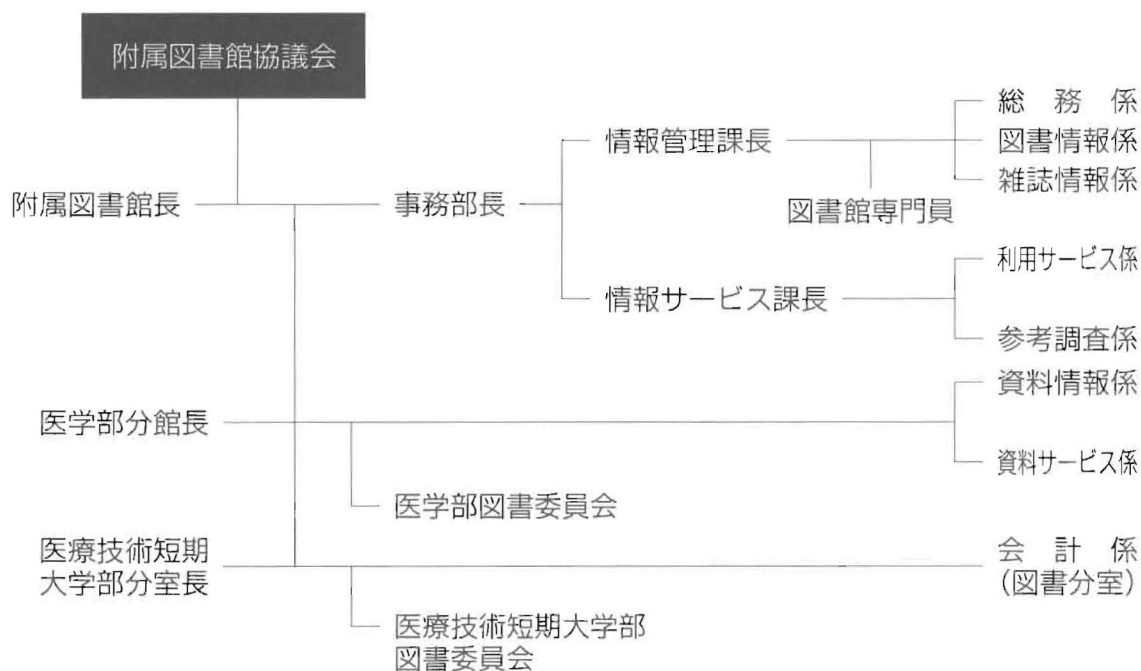 附属図書館協議会
附属図書館長
事務部長
情報管理課長
図書館専門員
総務係
図書情報係
雑誌情報係
情報サービス課長
利用サービス係
参考調査係
医学部分館長
資料情報係
資料サービス係
医学部図書委員会
医療技術短期
大学部分室長
会計係
(図書分室)
医療技術短期大学部
図書委員会